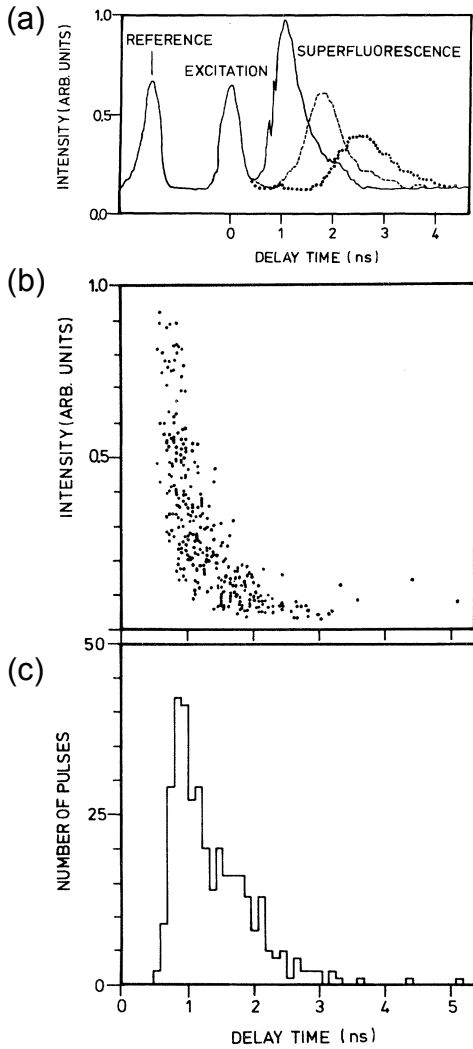 (a)
1.0
0.5
0.0
INTENSITY (ARB. UNITS)
REFERENCE
EXCITATION
SUPERFLUORESCENCE
0 1 2 3 4
DELAY TIME (ns)
(b)
1.0
0.5
INTENSITY (ARB. UNITS)
(c)
50
25
0
NUMBER OF PULSES
0 1 2 3 4 5
DELAY TIME (ns)